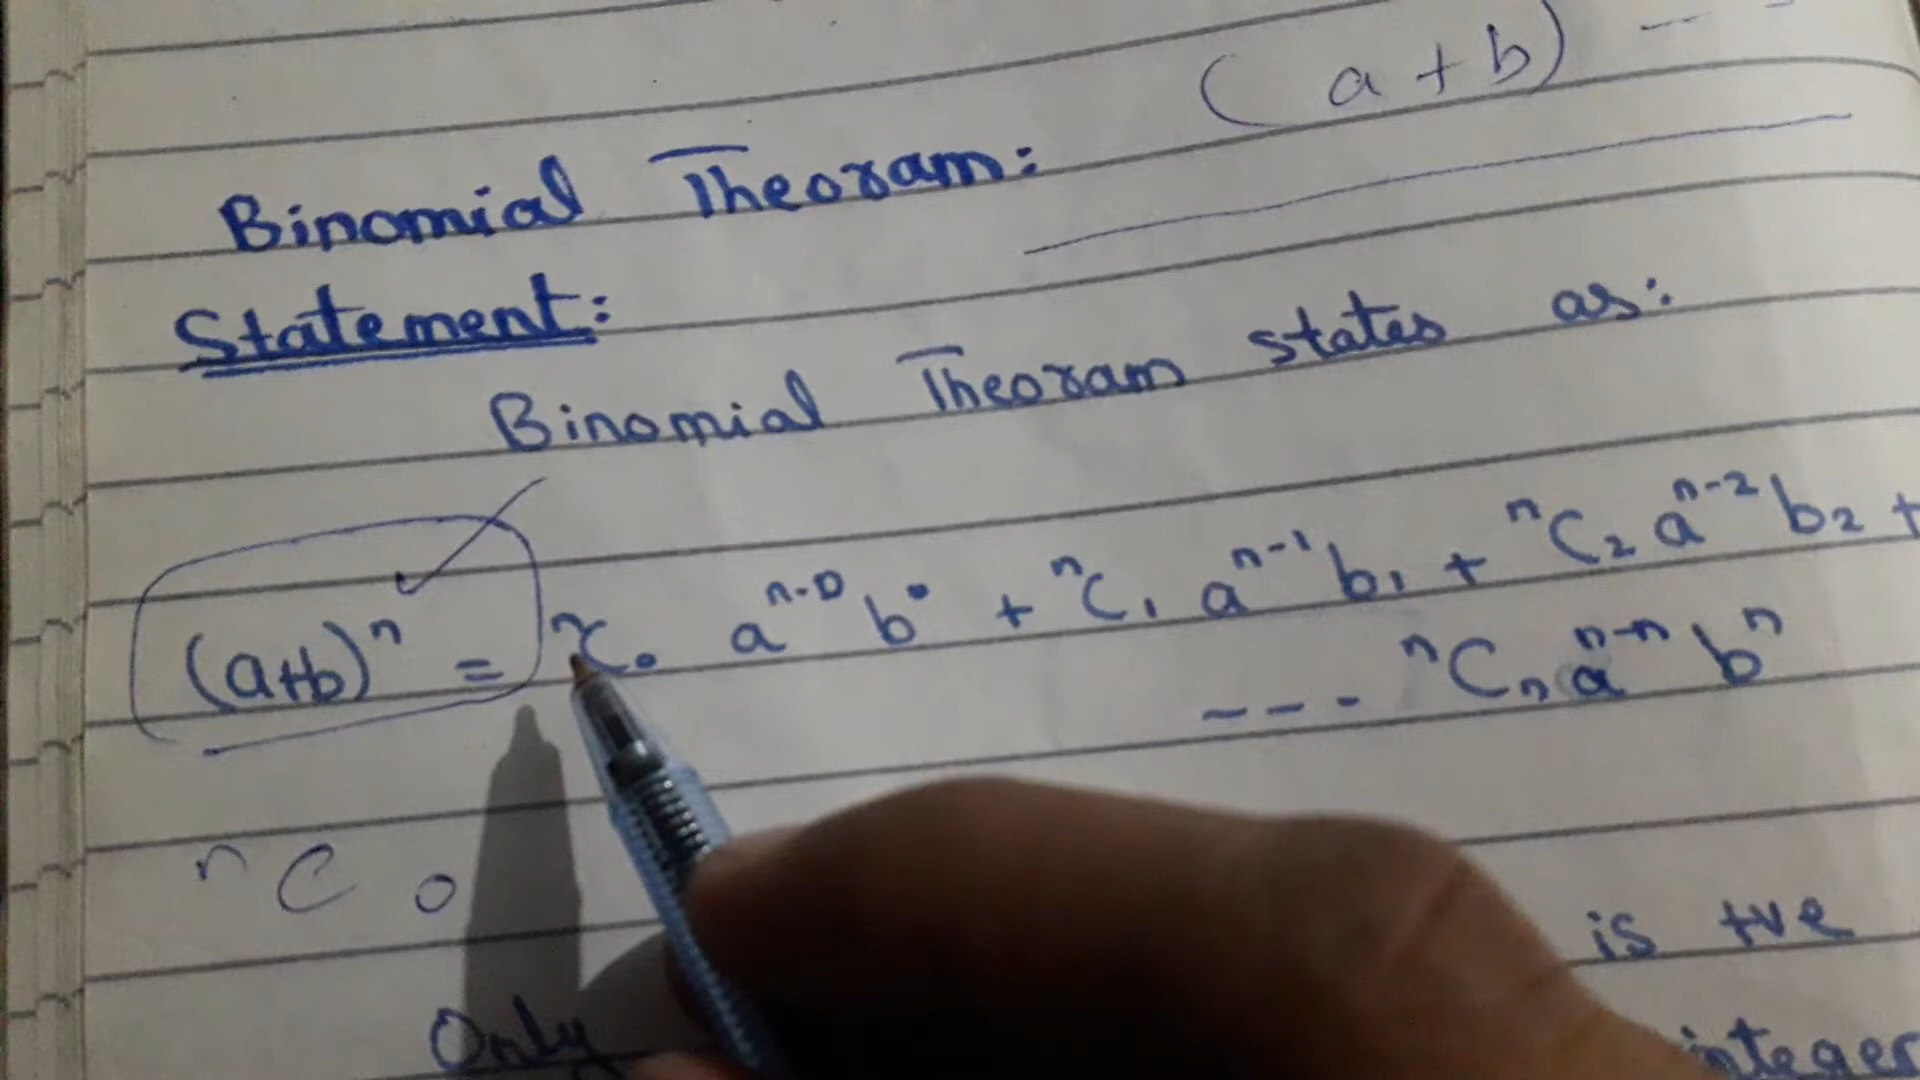 (a+b) - -
Binomial Theoram:
Statement:
Binomial Theoram states as:
(a+b)ⁿ = ⁿC₀ aⁿ⁻⁰ b⁰ + ⁿC₁ aⁿ⁻¹ b₁ + ⁿC₂ aⁿ⁻² b₂ +
--- ⁿCₙ aⁿ⁻ⁿ bⁿ
ⁿC₀
is +ve
Only integer